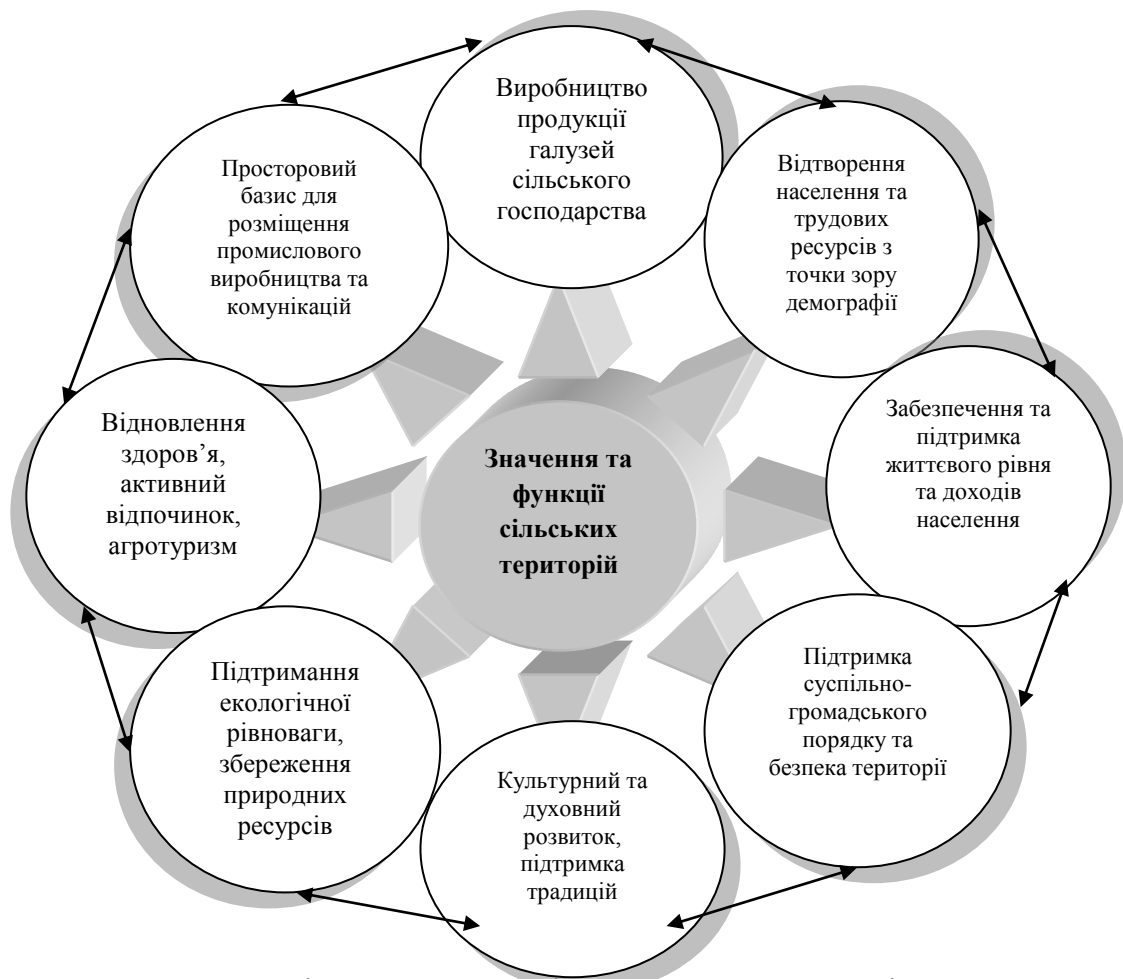 Виробництво
продукції
галузей
сільського
господарства
Відтворення
населення та
трудових
ресурсів з
точки зору
демографії
Забезпечення та
підтримка
життєвого рівня
та доходів
населення
Підтримка
суспільно-
громадського
порядку та
безпека території
Культурний та
духовний
розвиток,
підтримка
традицій
Підтримання
екологічної
рівноваги,
збереження
природних
ресурсів
Відновлення
здоров’я,
активний
відпочинок,
агротуризм
Просторовий
базис для
розміщення
промислового
виробництва та
комунікацій
Значення та
функції
сільських
територій